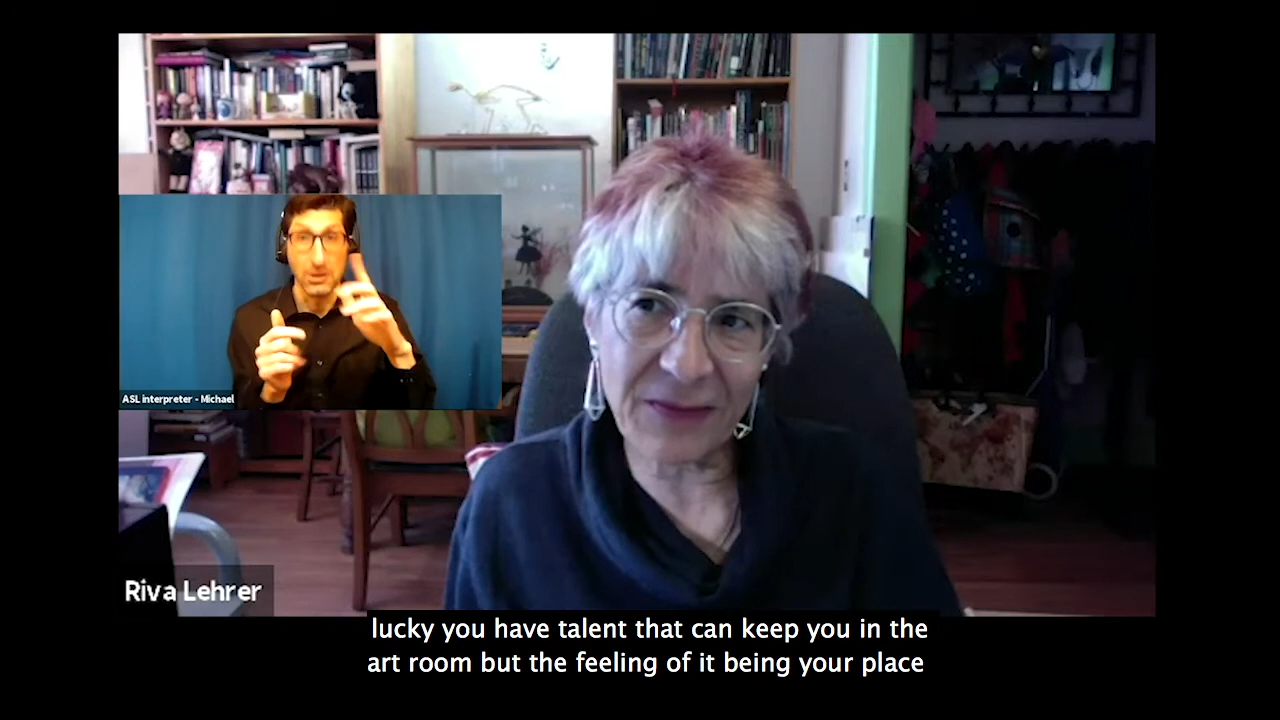 ASL interpreter - Michael
Riva Lehrer
lucky you have talent that can keep you in the
art room but the feeling of it being your place